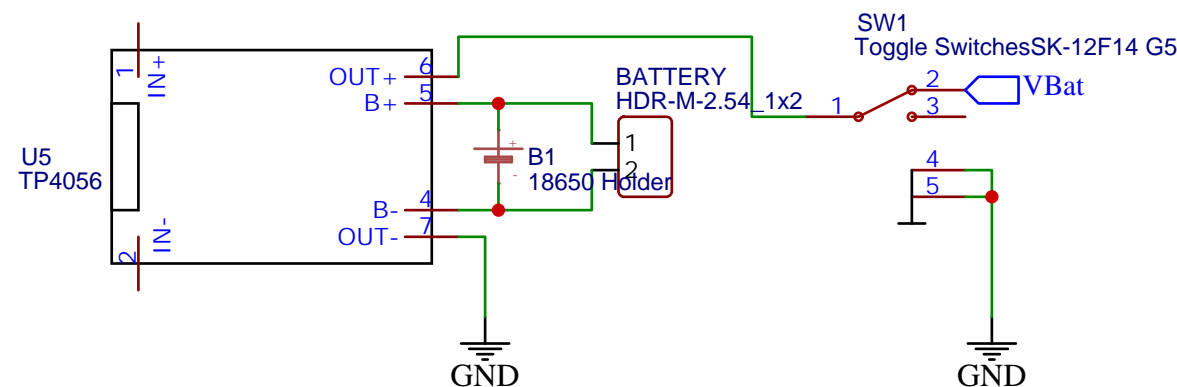 SW1
Toggle SwitchesSK-12F14 G5
1
IN+
OUT+
6
B+
5
BATTERY
HDR-M-2.54_1x2
1
2
VBat
3
U5
TP4056
+
-
B1
18650 Holder
1
2
4
5
B-
4
OUT-
7
IN-
2
GND
GND